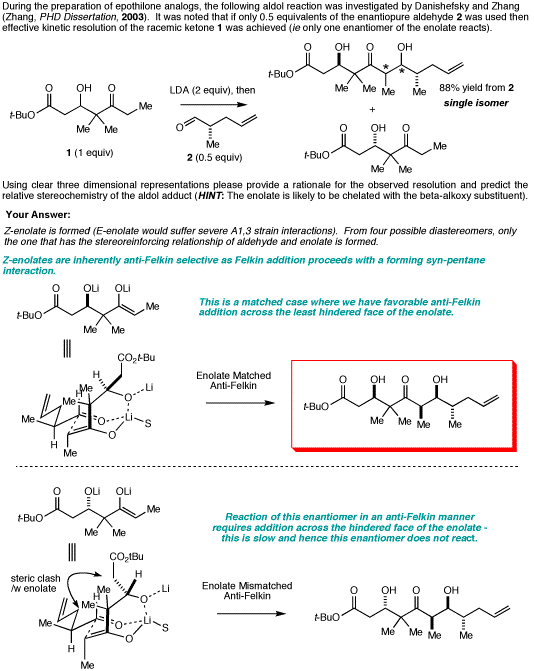 During the preparation of epothilone analogs, the following aldol reaction was investigated by Danishefsky and Zhang
(Zhang, PHD Dissertation, 2003). It was noted that if only 0.5 equivalents of the enantiopure aldehyde 2 was used then
effective kinetic resolution of the racemic ketone 1 was achieved (ie only one enantiomer of the enolate reacts).
O OH O OH
t-BuO Me Me Me Me
* *
88% yield from 2
single isomer
O OH O
t-BuO Me Me Me
1 (1 equiv)
LDA (2 equiv), then
O Me
2 (0.5 equiv)
+
O OH O
t-BuO Me Me Me
Using clear three dimensional representations please provide a rationale for the observed resolution and predict the
relative stereochemistry of the aldol adduct (HINT: The enolate is likely to be chelated with the beta-alkoxy substituent).
Your Answer:
Z-enolate is formed (E-enolate would suffer severe A1,3 strain interactions). From four possible diastereomers, only
the one that has the stereoreinforcing relationship of aldehyde and enolate is formed.
Z-enolates are inherently anti-Felkin selective as Felkin addition proceeds with a forming syn-pentane
interaction.
O OLi OLi
t-BuO Me Me Me
This is a matched case where we have favorable anti-Felkin
addition across the least hindered face of the enolate.
CO2tBu
H Me O Li
Me O Li S
H O
Me
Enolate Matched
Anti-Felkin
O OH O OH
t-BuO Me Me Me Me
O OLi OLi
t-BuO Me Me Me
Reaction of this enantiomer in an anti-Felkin manner
requires addition across the hindered face of the enolate -
this is slow and hence this enantiomer does not react.
steric clash
/w enolate
CO2tBu
H Me O Li
Me Me O Li S
H O
Me
Enolate Mismatched
Anti-Felkin
O OH O OH
t-BuO Me Me Me Me